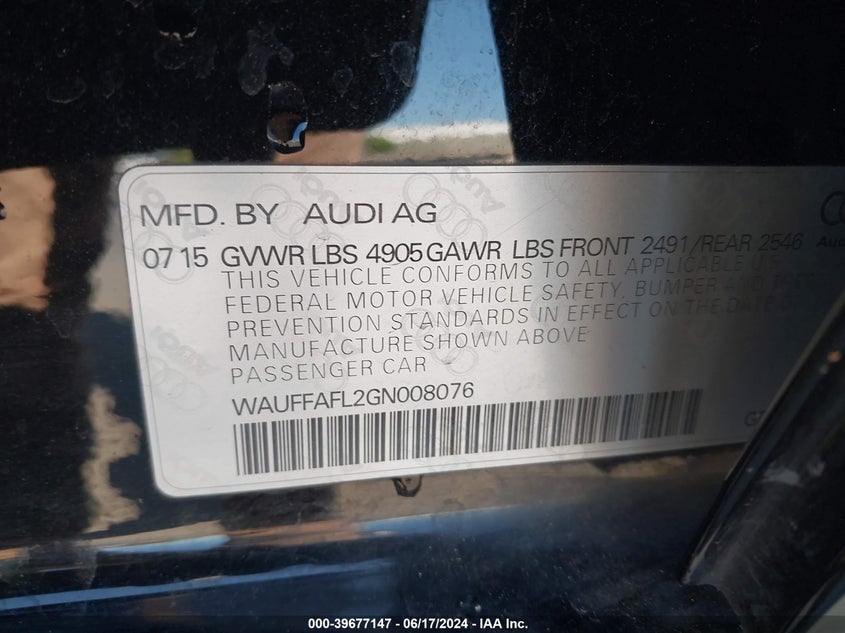 MFD. BY AUDI AG
07 15 GVWR LBS 4905 GAWR LBS FRONT 2491/REAR 2546
THIS VEHICLE CONFORMS TO ALL APPLICABLE
FEDERAL MOTOR VEHICLE SAFETY, BUMPER AND
PREVENTION STANDARDS IN EFFECT ON THE DATE
MANUFACTURE SHOWN ABOVE
PASSENGER CAR
WAUFFAFL2GN008076
000-39677147 - 06/17/2024 - IAA Inc.